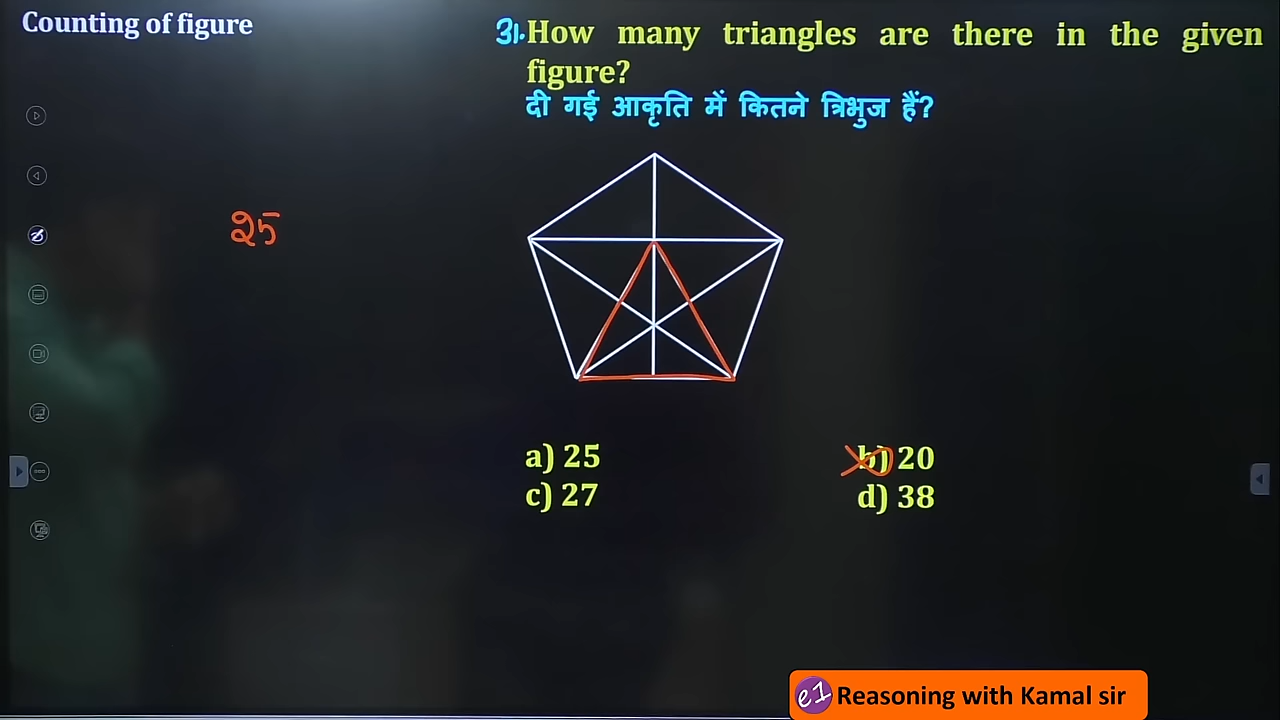 Counting of figure
31. How many triangles are there in the given
figure?
दी गई आकृति में कितने त्रिभुज हैं?
25
a) 25
b) 20
c) 27
d) 38
e1 Reasoning with Kamal sir